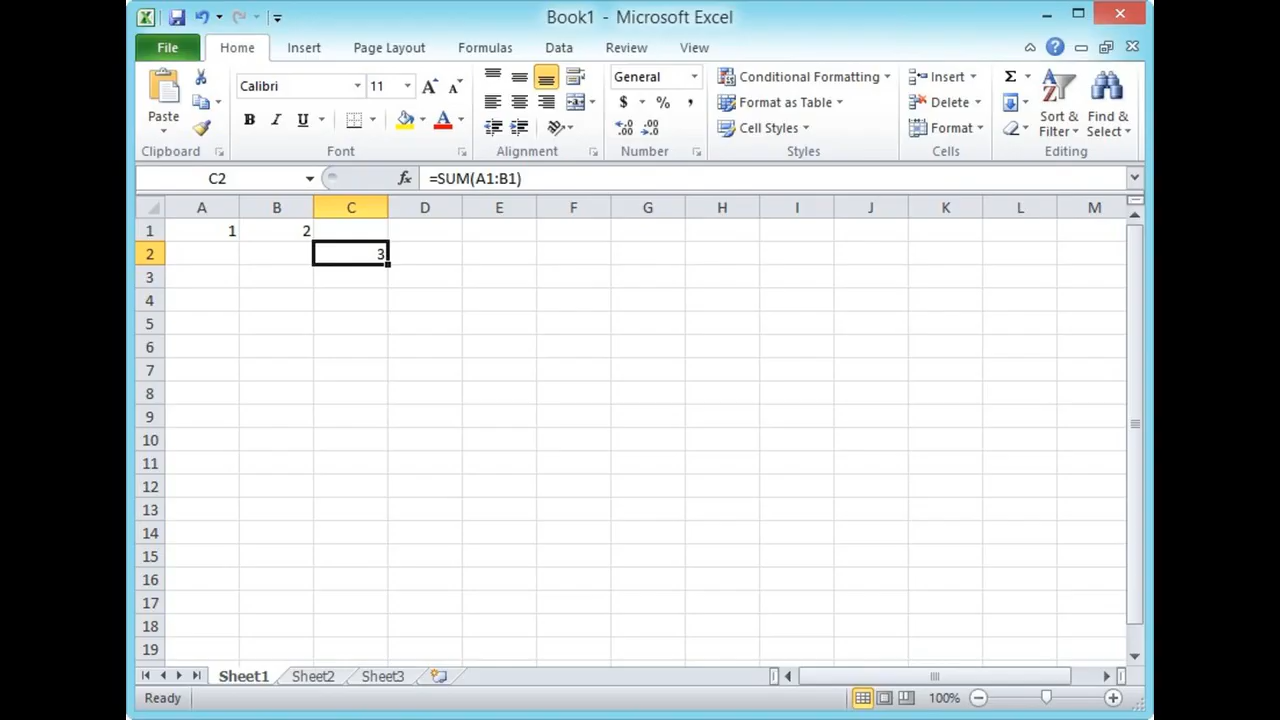 Book1 - Microsoft Excel
File Home Insert Page Layout Formulas Data Review View
Calibri 11 General Conditional Formatting Insert Σ
Paste $ % , Format as Table Delete Sort & Filter Find & Select
B I U A Cell Styles Format
Clipboard Font Alignment Number Styles Cells Editing
C2 fx =SUM(A1:B1)
A B C D E F G H I J K L M
1 1 2
2 3
3
4
5
6
7
8
9
10
11
12
13
14
15
16
17
18
19
Sheet1 Sheet2 Sheet3
Ready 100%